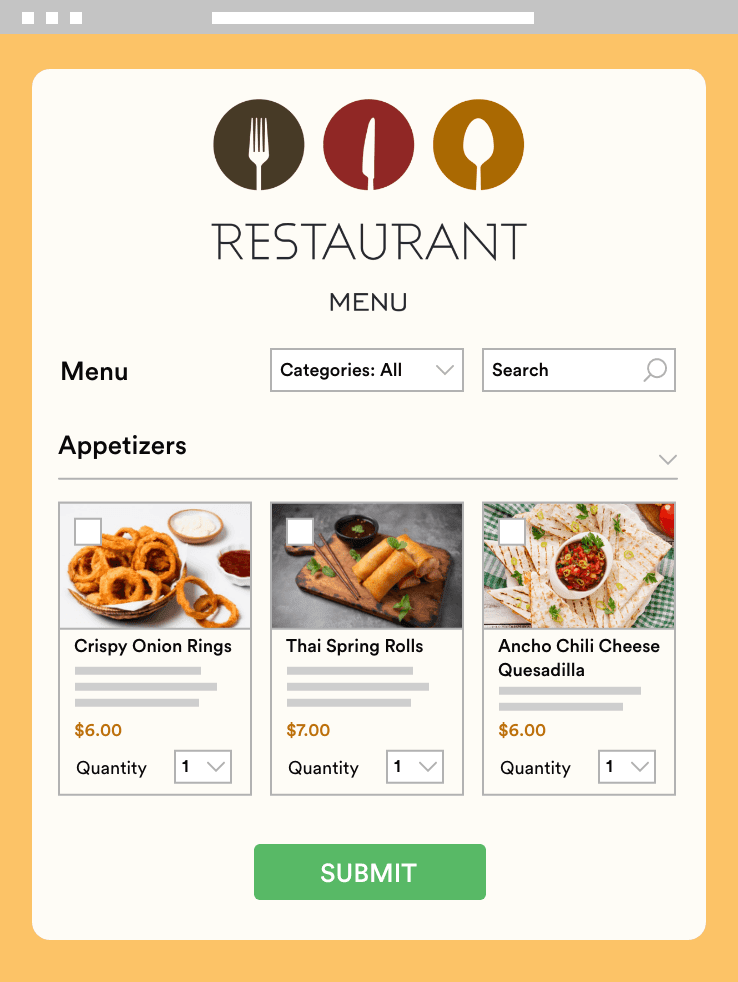 RESTAURANT
MENU
Menu
Categories: All
Search
Appetizers
Crispy Onion Rings
$6.00
Quantity
1
Thai Spring Rolls
$7.00
Quantity
1
Ancho Chili Cheese
Quesadilla
$6.00
Quantity
1
SUBMIT